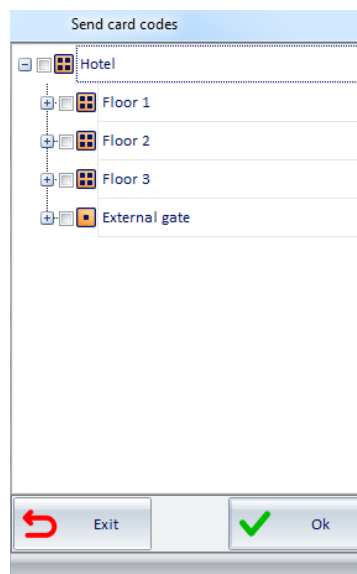 Send card codes
Hotel
Floor 1
Floor 2
Floor 3
External gate
Exit
Ok